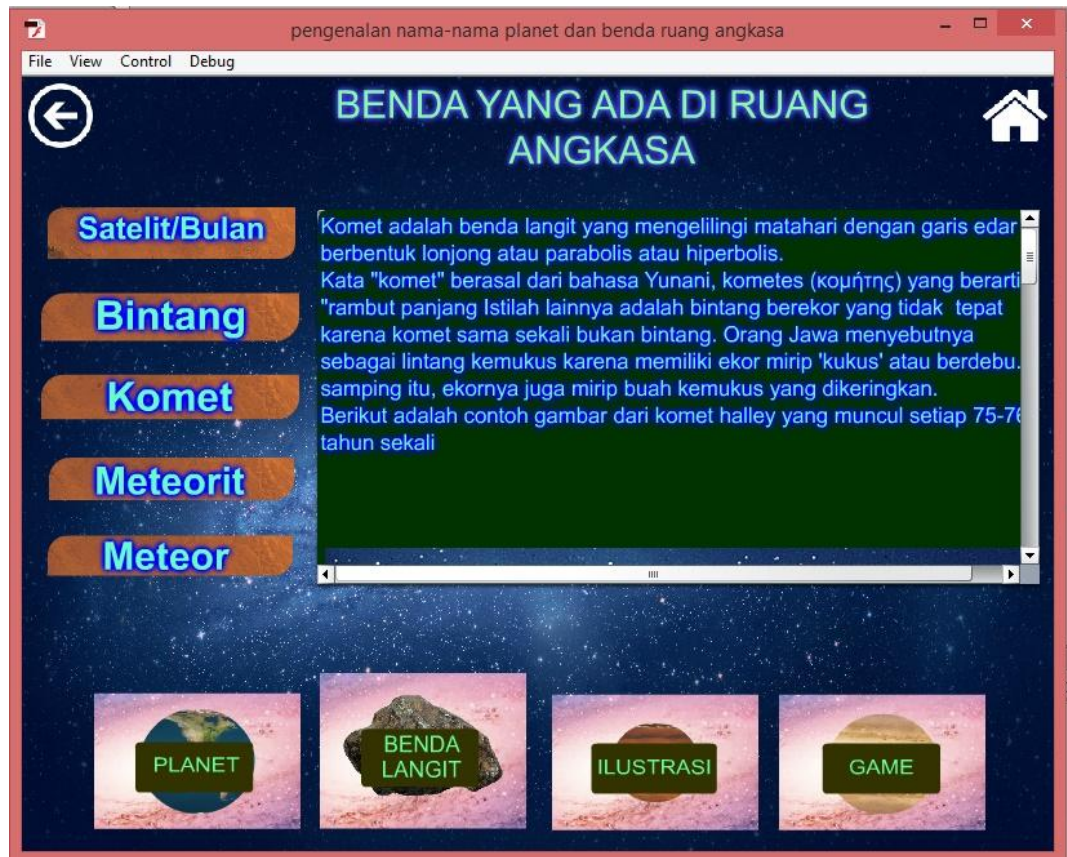 pengenalan nama-nama planet dan benda ruang angkasa
File View Control Debug
BENDA YANG ADA DI RUANG
ANGKASA
Satelit/Bulan
Bintang
Komet
Meteorit
Meteor
Komet adalah benda langit yang mengelilingi matahari dengan garis edar
berbentuk lonjong atau parabolis atau hiperbolis.
Kata "komet" berasal dari bahasa Yunani, kometes (κομήτης) yang berarti
"rambut panjang Istilah lainnya adalah bintang berekor yang tidak tepat
karena komet sama sekali bukan bintang. Orang Jawa menyebutnya
sebagai lintang kemukus karena memiliki ekor mirip 'kukus' atau berdebu.
samping itu, ekornya juga mirip buah kemukus yang dikeringkan.
Berikut adalah contoh gambar dari komet halley yang muncul setiap 75-76
tahun sekali
PLANET
BENDA
LANGIT
ILUSTRASI
GAME